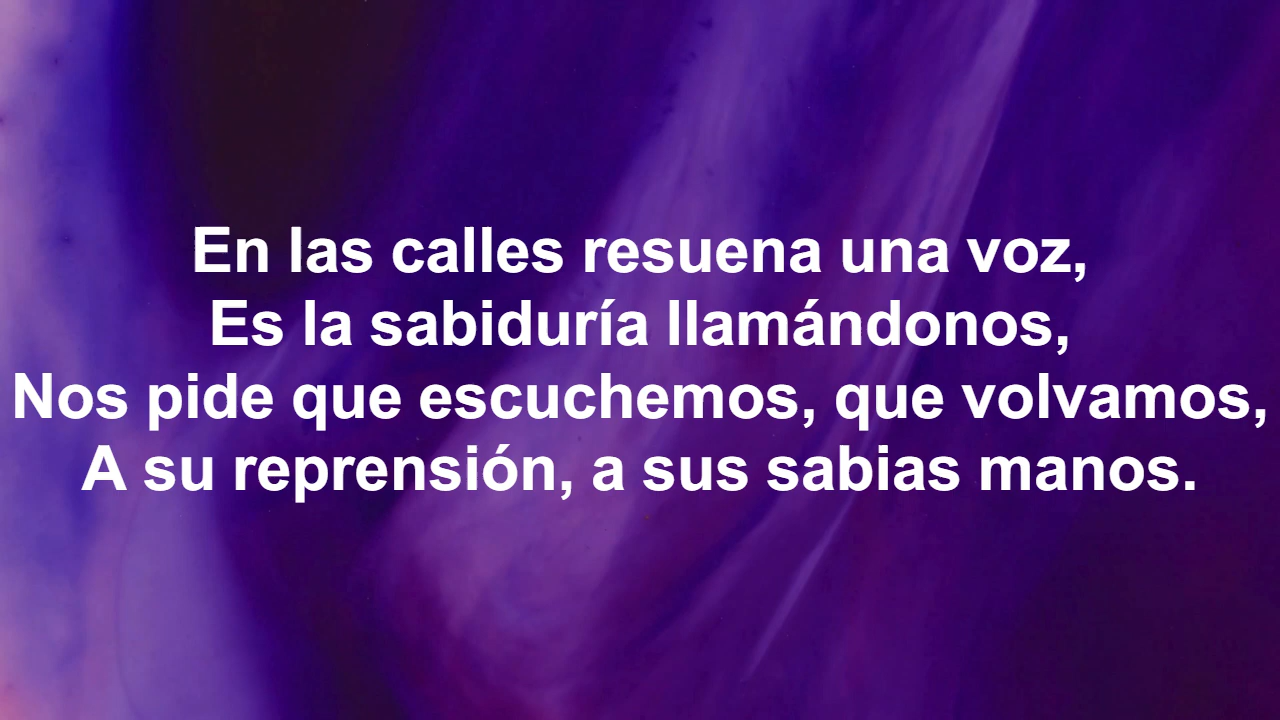 En las calles resuena una voz,
Es la sabiduría llamándonos,
Nos pide que escuchemos, que volvamos,
A su reprensión, a sus sabias manos.